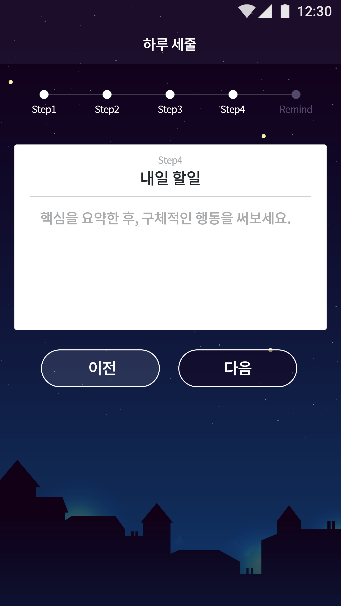 12:30
하루 세줄
Step1 Step2 Step3 Step4 Remind
Step4
내일 할일
핵심을 요약한 후, 구체적인 행동을 써보세요.
이전 다음